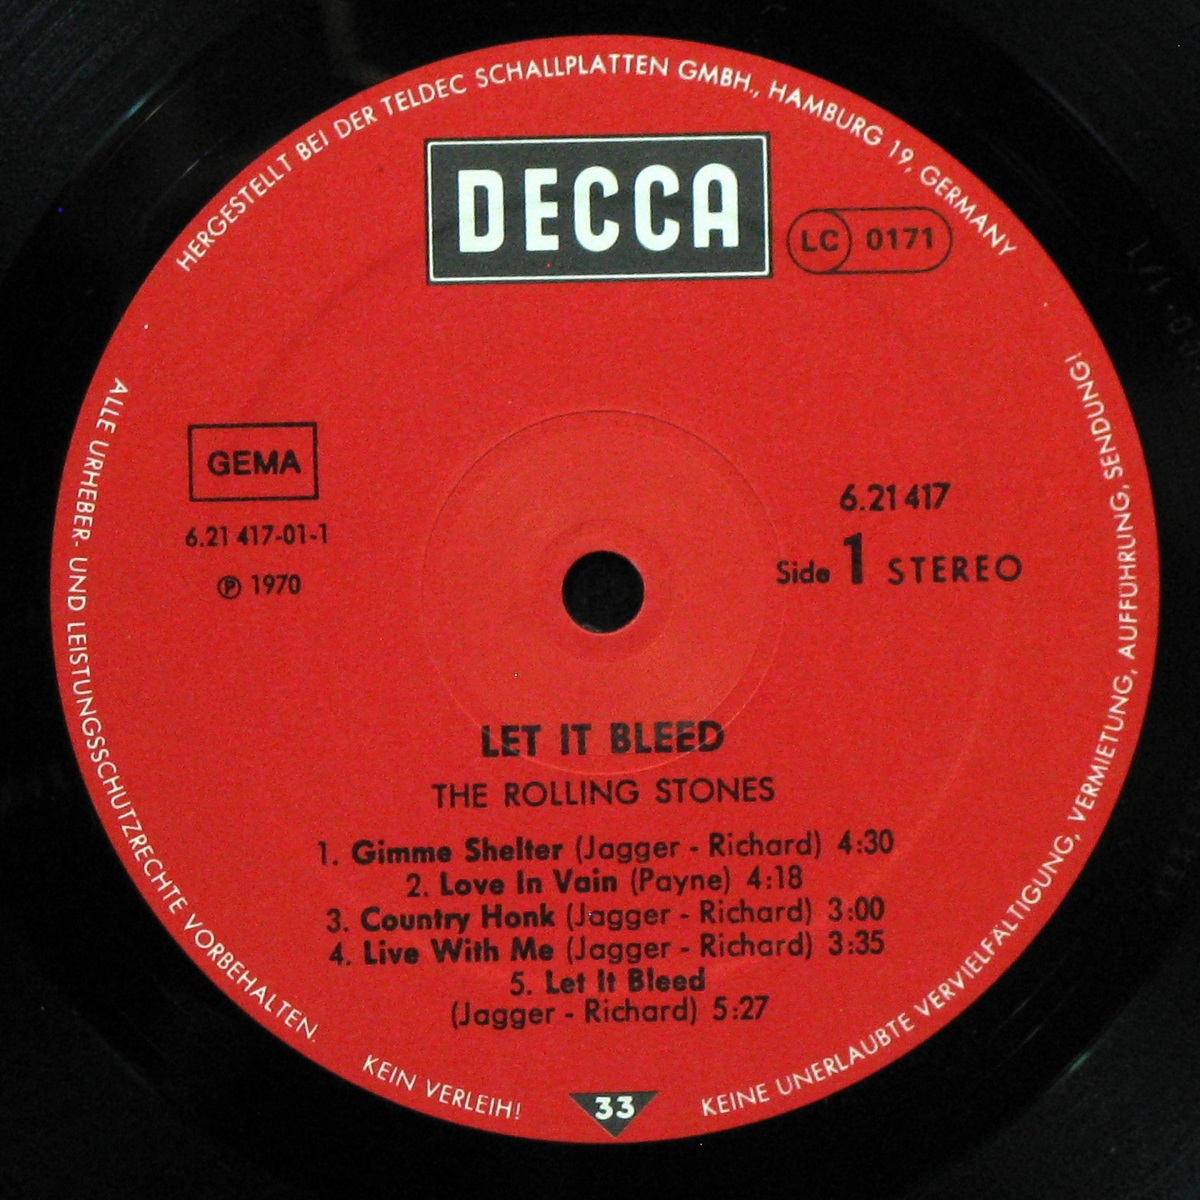 HERGESTELLT BEI DER TELDEC SCHALLPLATTEN GMBH., HAMBURG 19, GERMANY
DECCA
LC 0171
GEMA
6.21 417-01-1
℗ 1970
6.21 417
Side 1 STEREO
LET IT BLEED
THE ROLLING STONES
1. Gimme Shelter (Jagger - Richard) 4:30
2. Love In Vain (Payne) 4:18
3. Country Honk (Jagger - Richard) 3:00
4. Live With Me (Jagger - Richard) 3:35
5. Let It Bleed
(Jagger - Richard) 5:27
ALLE URHEBER- UND LEISTUNGSSCHUTZRECHTE VORBEHALTEN.
KEIN VERLEIH!
33
KEINE UNERLAUBTE VERVIELFÄLTIGUNG, VERMIETUNG, AUFFÜHRUNG, SENDUNG!